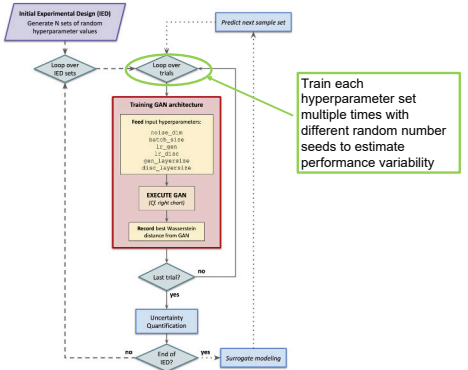 Initial Experimental Design (IED)
Generate N sets of random
hyperparameter values
Predict next sample set
Loop over
IED sets
Loop over
trials
Train each
hyperparameter set
multiple times with
different random number
seeds to estimate
performance variability
Training GAN architecture
Feed input hyperparameters:
noise_dim
batch_size
lr_gen
lr_disc
gen_layersize
disc_layersize
EXECUTE GAN
(Cf. right chart)
Record best Wasserstein
distance from GAN
Last trial?
no
yes
Uncertainty
Quantification
no
End of
IED?
yes
Surrogate modeling